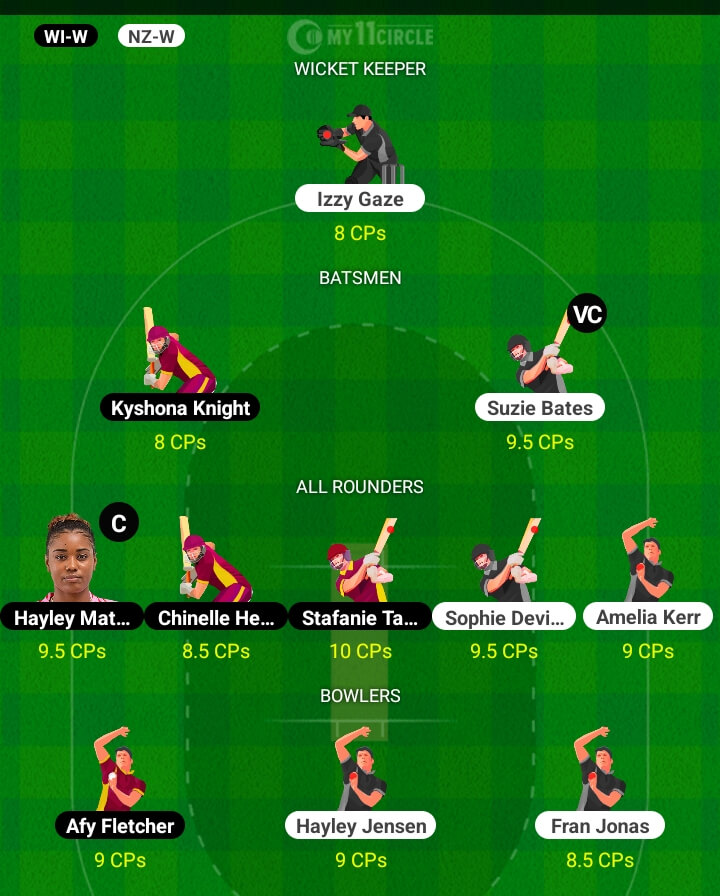 WI-W NZ-W MY11CIRCLE
WICKET KEEPER
Izzy Gaze
8 CPs
BATSMEN
VC
Kyshona Knight Suzie Bates
8 CPs 9.5 CPs
ALL ROUNDERS
C
Hayley Mat... Chinelle He... Stafanie Ta... Sophie Devi... Amelia Kerr
9.5 CPs 8.5 CPs 10 CPs 9.5 CPs 9 CPs
BOWLERS
Afy Fletcher Hayley Jensen Fran Jonas
9 CPs 9 CPs 8.5 CPs